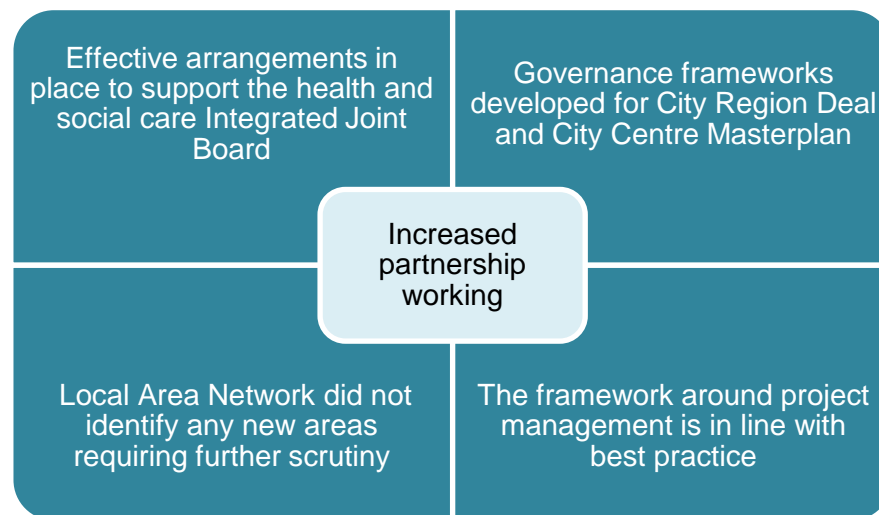 Effective arrangements in
place to support the health and
social care Integrated Joint
Board
Governance frameworks
developed for City Region Deal
and City Centre Masterplan
Increased
partnership
working
Local Area Network did not
identify any new areas
requiring further scrutiny
The framework around project
management is in line with
best practice